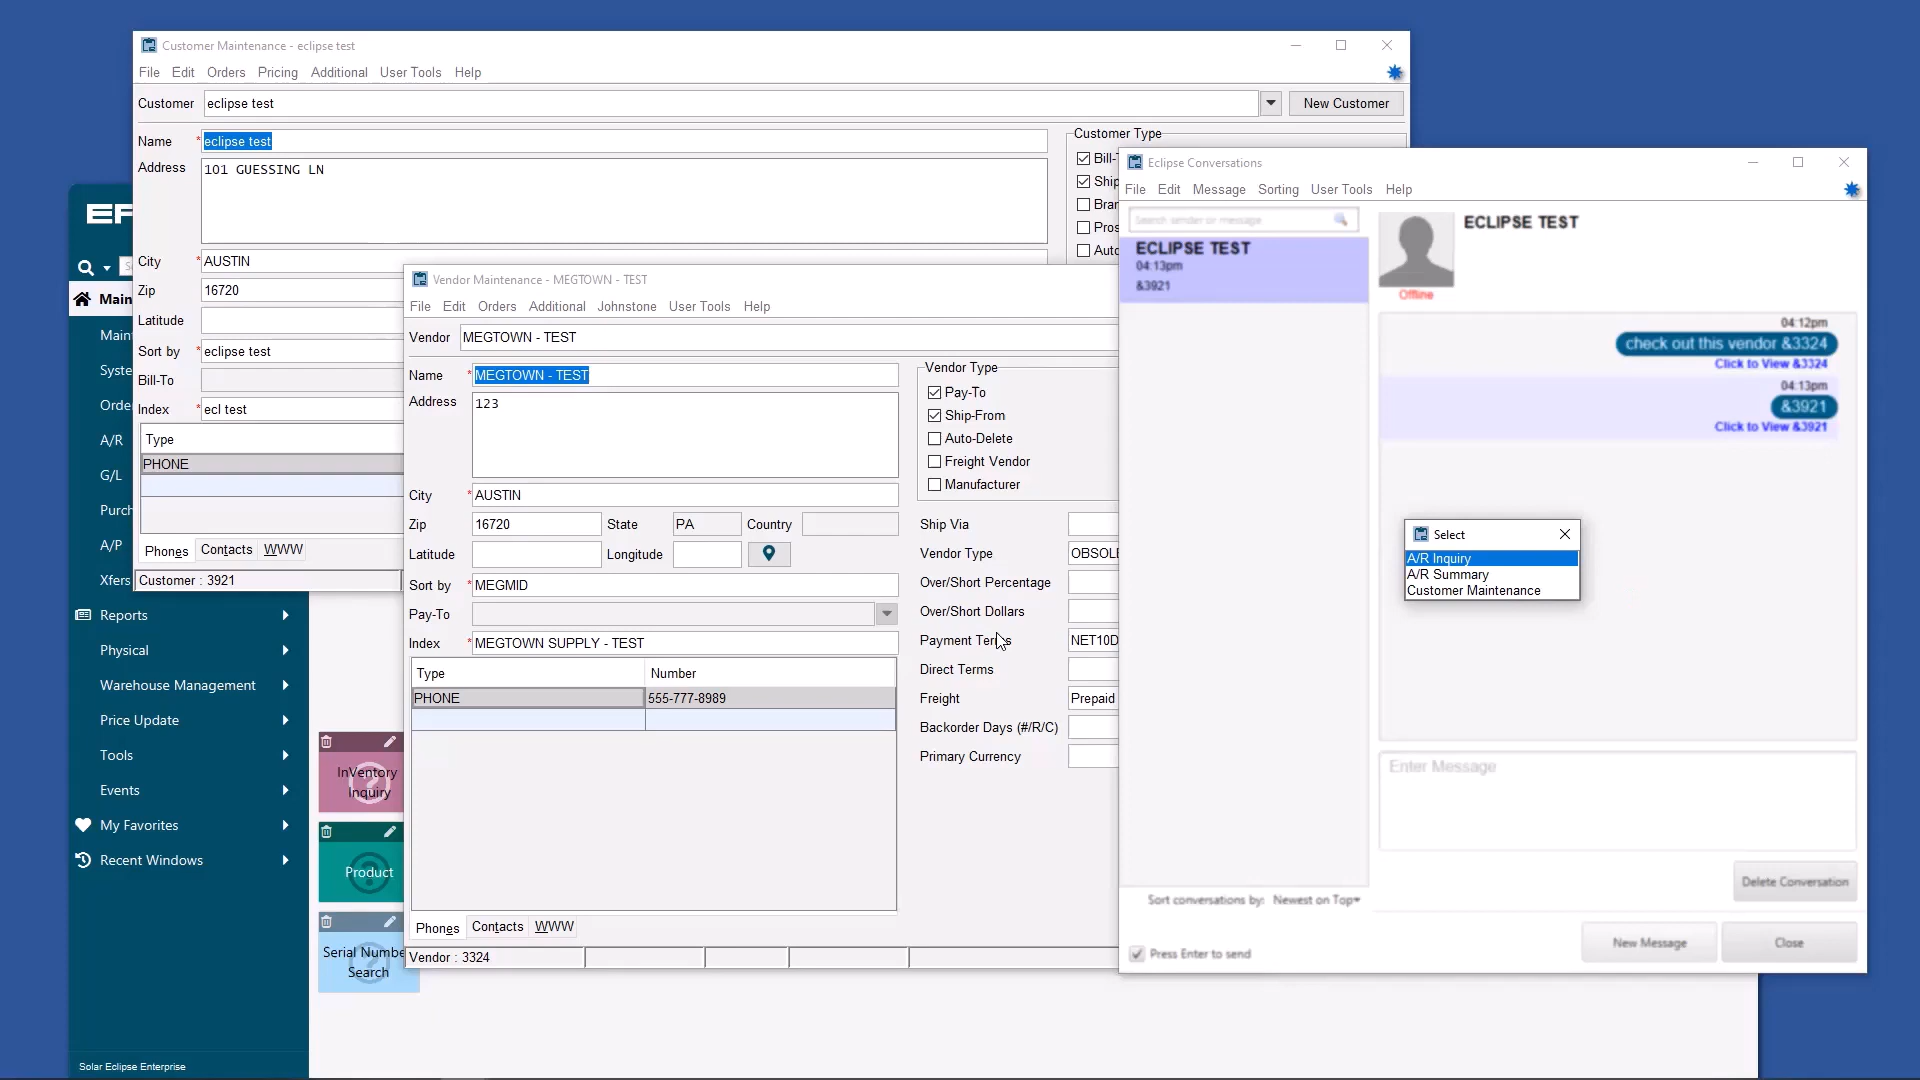 Customer Maintenance - eclipse test
File Edit Orders Pricing Additional User Tools Help
Customer eclipse test New Customer
Name * eclipse test
Address 101 GUESSING LN
City * AUSTIN
Zip 16720
Latitude
Sort by * eclipse test
Bill-To
Index * ecl test
Type
PHONE
Phones Contacts WWW
Customer : 3921
Customer Type
Bill-
Ship
Bran
Pros
Auto
Main
Maint
Syste
Orde
A/R
G/L
Purch
A/P
Xfers
Reports
Physical
Warehouse Management
Price Update
Tools
Events
My Favorites
Recent Windows
Solar Eclipse Enterprise
InVentory
Inquiry
Product
Serial Numbe
Search
Vendor Maintenance - MEGTOWN - TEST
File Edit Orders Additional Johnstone User Tools Help
Vendor MEGTOWN - TEST
Name * MEGTOWN - TEST
Address 123
City * AUSTIN
Zip 16720 State PA Country
Latitude Longitude
Sort by * MEGMID
Pay-To
Index * MEGTOWN SUPPLY - TEST
Type Number
PHONE 555-777-8989
Phones Contacts WWW
Vendor : 3324
Vendor Type
Pay-To
Ship-From
Auto-Delete
Freight Vendor
Manufacturer
Ship Via
Vendor Type OBSOLE
Over/Short Percentage
Over/Short Dollars
Payment Terms NET10D
Direct Terms
Freight Prepaid
Backorder Days (#/R/C)
Primary Currency
Eclipse Conversations
File Edit Message Sorting User Tools Help
Search sender or message
ECLIPSE TEST
04:13pm
&3921
ECLIPSE TEST
Offline
04:12pm
check out this vendor &3324
Click to View &3324
04:13pm
&3921
Click to View &3921
Select
A/R Inquiry
A/R Summary
Customer Maintenance
Enter Message
Delete Conversation
Sort conversations by: Newest on Top
New Message Close
Press Enter to send